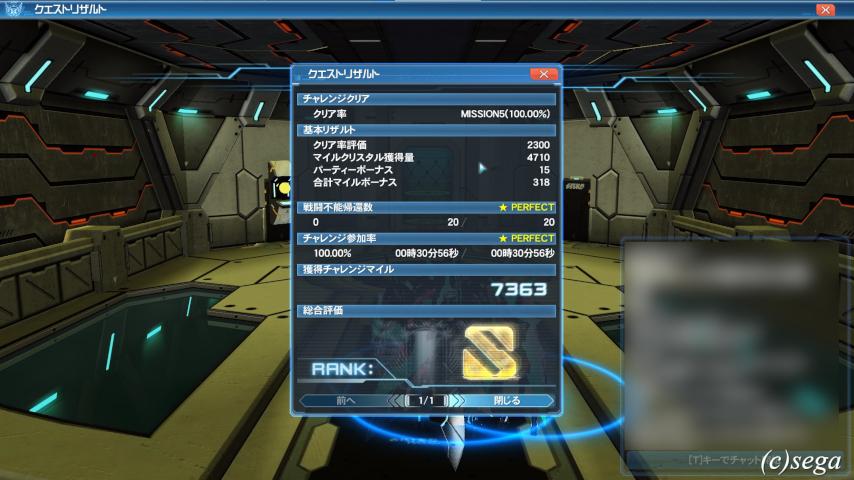 クエストリザルト
クエストリザルト
チャレンジクリア
クリア率 MISSION5(100.00%)
基本リザルト
クリア率評価 2300
マイルクリスタル獲得量 4710
パーティーボーナス 15
合計マイルボーナス 318
戦闘不能帰還数 ★ PERFECT
0 20 / 20
チャレンジ参加率 ★ PERFECT
100.00% 00時30分56秒 / 00時30分56秒
獲得チャレンジマイル
7363
総合評価
RANK: S
前へ 1/1 閉じる
[T]キーでチャット
(c)sega